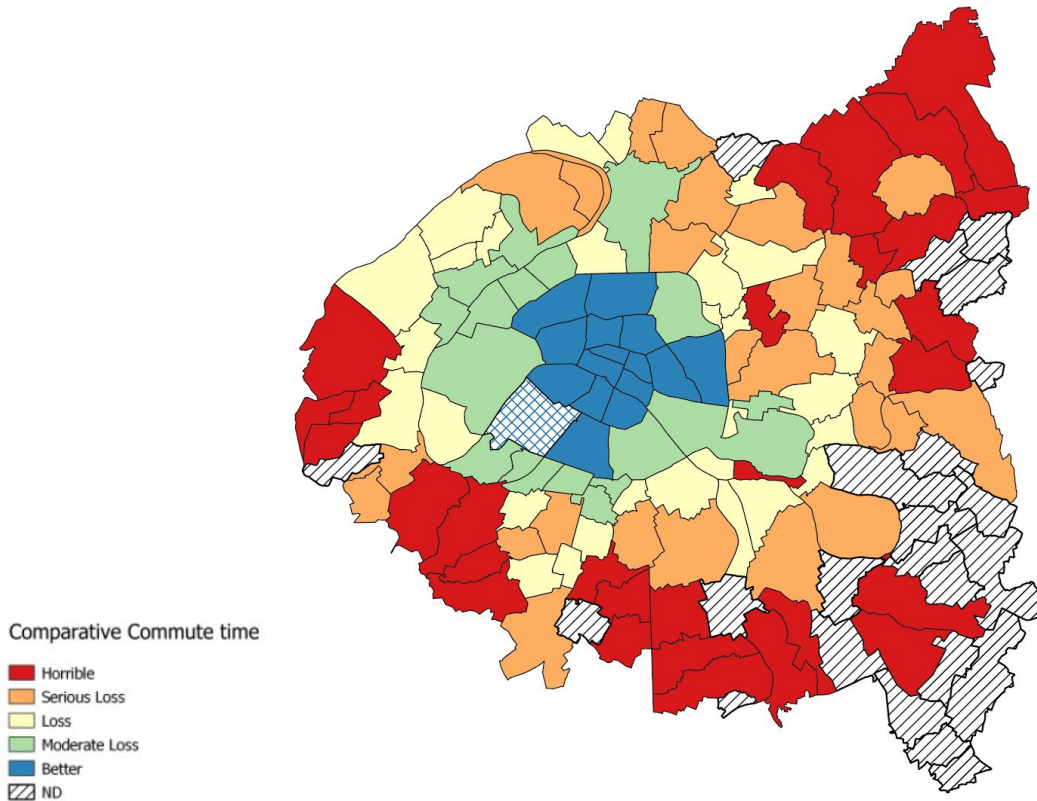 Comparative Commute time
Horrible
Serious Loss
Loss
Moderate Loss
Better
ND